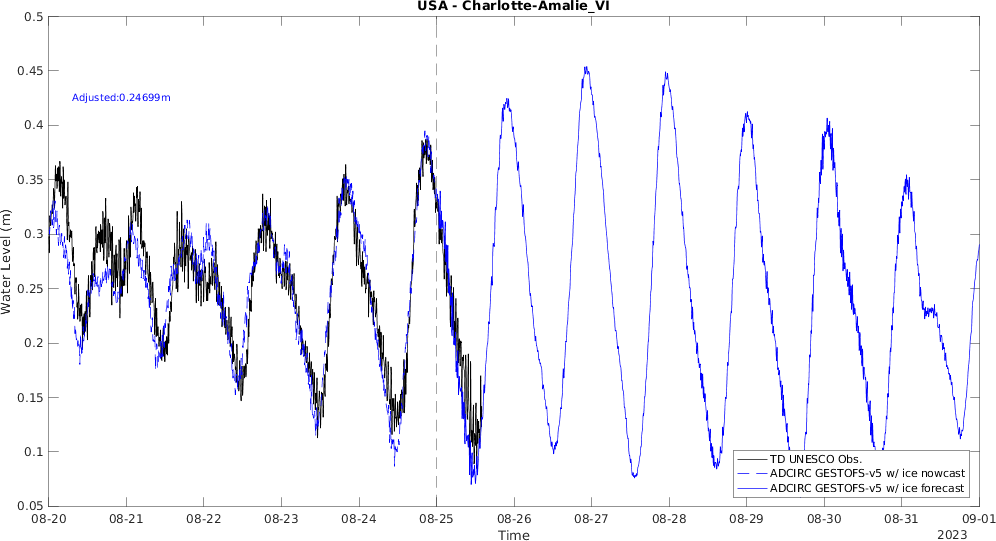 USA - Charlotte-Amalie_VI
0.5
0.45
0.4
0.35
0.3
0.25
0.2
0.15
0.1
0.05
Water Level (m)
Adjusted:0.24699m
TD UNESCO Obs.
ADCIRC GESTOFS-v5 w/ ice nowcast
ADCIRC GESTOFS-v5 w/ ice forecast
08-20 08-21 08-22 08-23 08-24 08-25 08-26 08-27 08-28 08-29 08-30 08-31 09-01
Time
2023